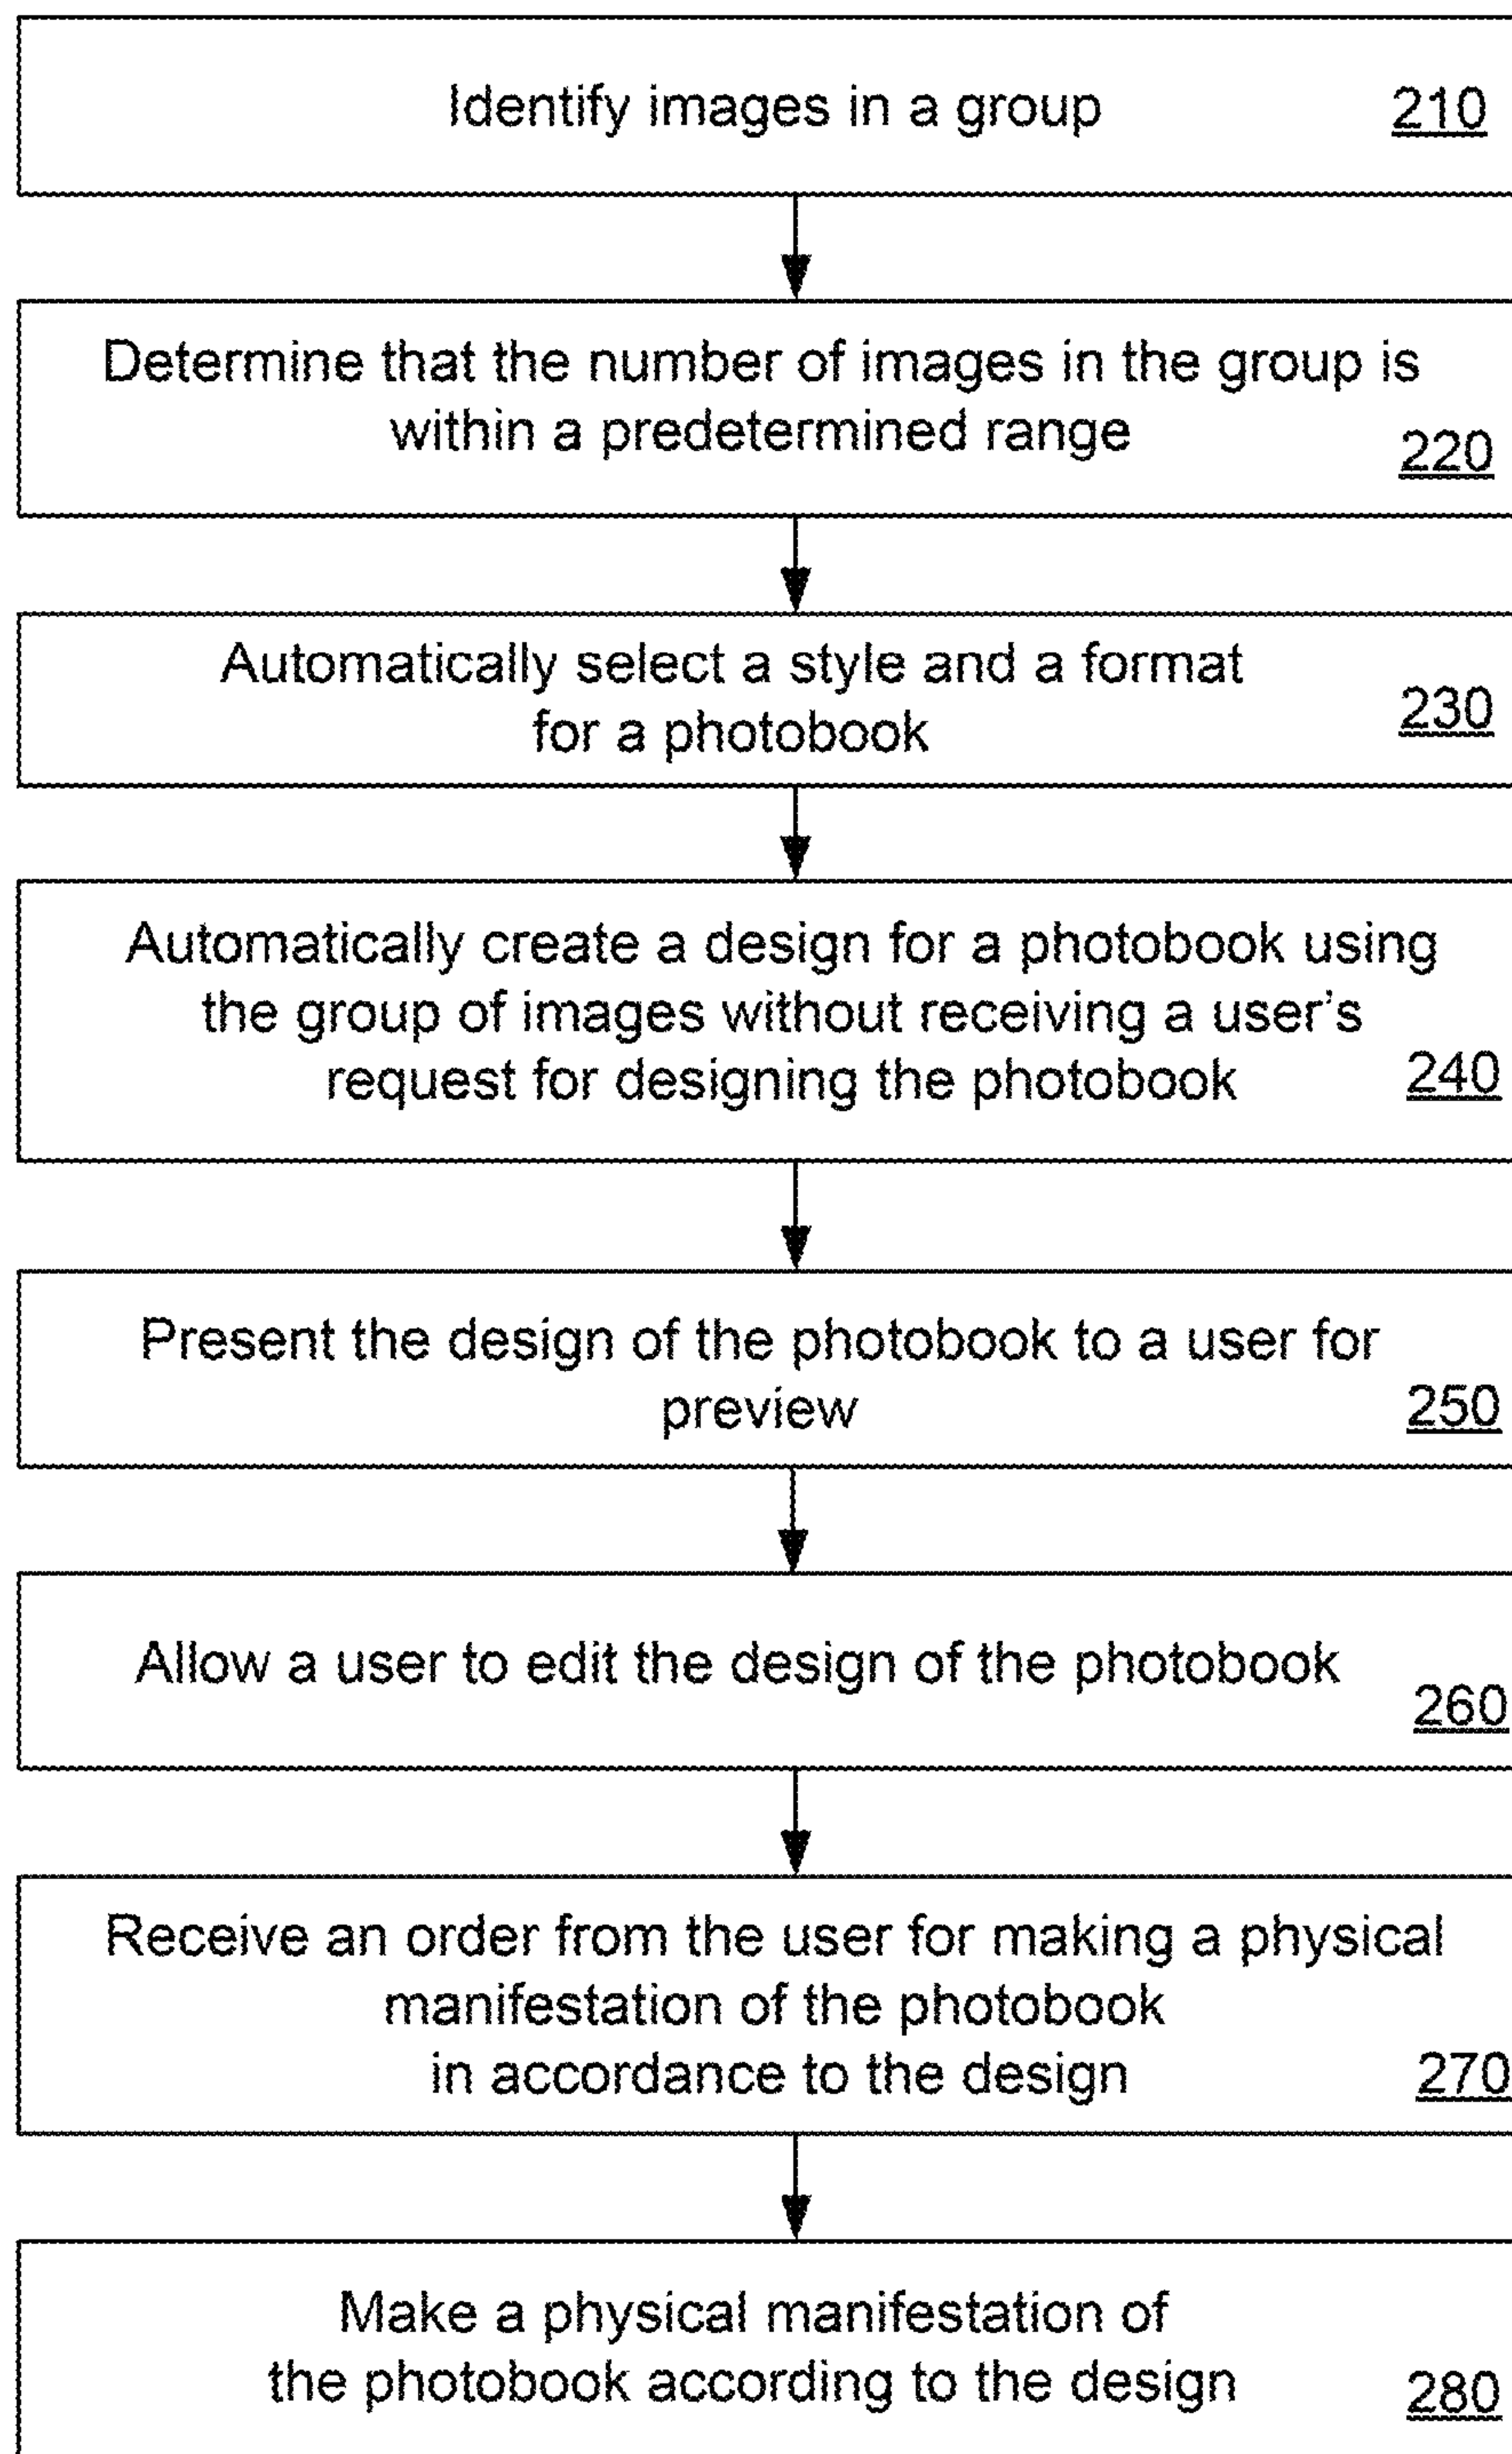 Identify images in a group
210
Determine that the number of images in the group is
within a predetermined range
220
Automatically select a style and a format
for a photobook
230
Automatically create a design for a photobook using
the group of images without receiving a user's
request for designing the photobook
240
Present the design of the photobook to a user for
preview
250
Allow a user to edit the design of the photobook
260
Receive an order from the user for making a physical
manifestation of the photobook
in accordance to the design
270
Make a physical manifestation of
the photobook according to the design
280